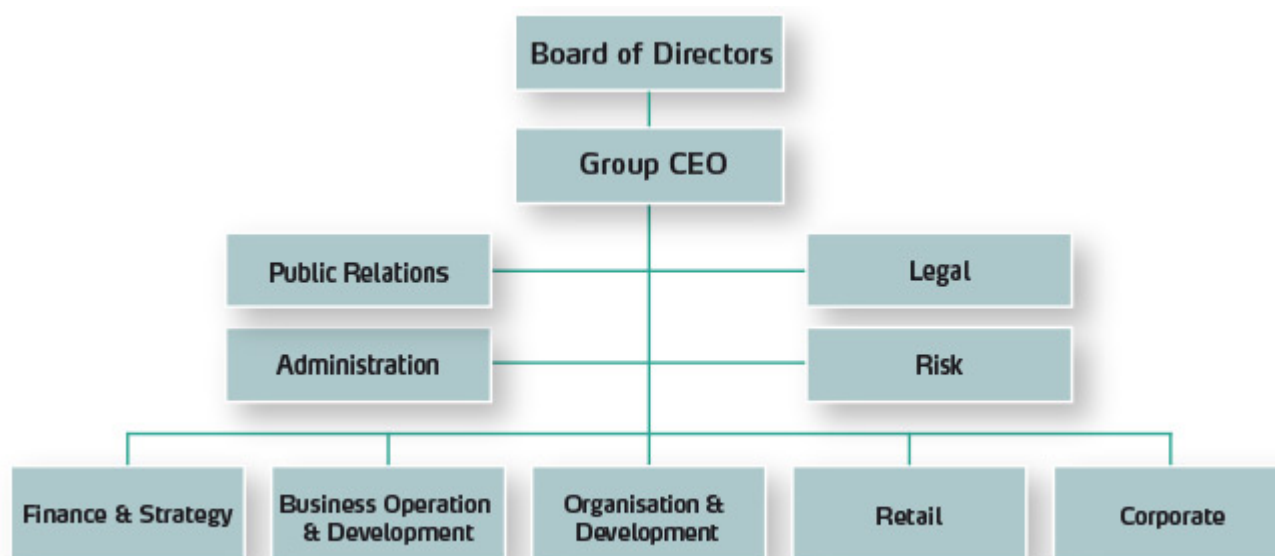 Board of Directors
Group CEO
Public Relations
Legal
Administration
Risk
Finance & Strategy
Business Operation
& Development
Organisation &
Development
Retail
Corporate